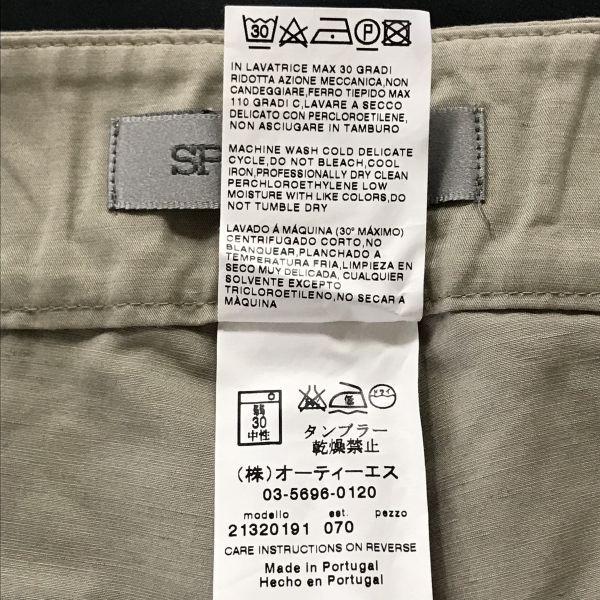 30 P
IN LAVATRICE MAX 30 GRADI
RIDOTTA AZIONE MECCANICA,NON
CANDEGGIARE,FERRO TIEPIDO MAX
110 GRADI C,LAVARE A SECCO
DELICATO CON PERCLOROETILENE,
NON ASCIUGARE IN TAMBURO
SP
MACHINE WASH COLD DELICATE
CYCLE,DO NOT BLEACH,COOL
IRON,PROFESSIONALLY DRY CLEAN
PERCHLOROETHYLENE LOW
MOISTURE WITH LIKE COLORS,DO
NOT TUMBLE DRY
LAVADO Á MÁQUINA (30º MÁXIMO)
CENTRIFUGADO CORTO,NO
BLANQUEAR,PLANCHADO A
TEMPERATURA FRIA,LIMPIEZA EN
SECO MUY DELICADA, CUALQUIER
SOLVENTE EXCEPTO
TRICLOROETILENO,NO SECAR Á
MÀQUINA
弱
30
中性
ドライ
タンブラー
乾燥禁止
(株)オーティーエス
03-5696-0120
modello est. pezzo
21320191 070
CARE INSTRUCTIONS ON REVERSE
Made in Portugal
Hecho en Portugal